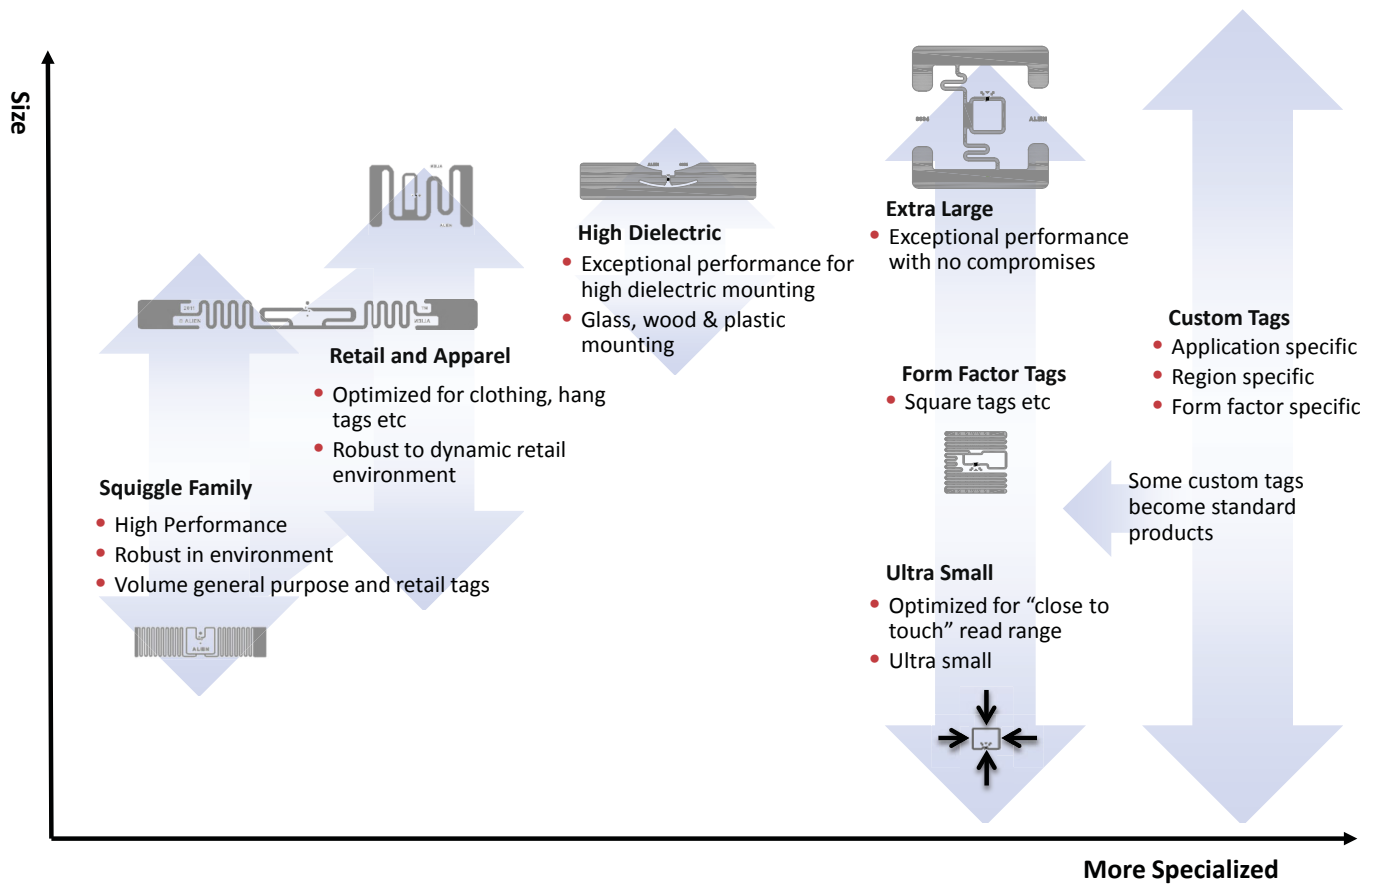 Size
Extra Large
• Exceptional performance
with no compromises
High Dielectric
• Exceptional performance for
high dielectric mounting
• Glass, wood & plastic
mounting
Custom Tags
• Application specific
• Region specific
• Form factor specific
Retail and Apparel
• Optimized for clothing, hang
tags etc
• Robust to dynamic retail
environment
Form Factor Tags
• Square tags etc
Some custom tags
become standard
products
Squiggle Family
• High Performance
• Robust in environment
• Volume general purpose and retail tags
ALIEN
Ultra Small
• Optimized for “close to
touch” read range
• Ultra small
More Specialized